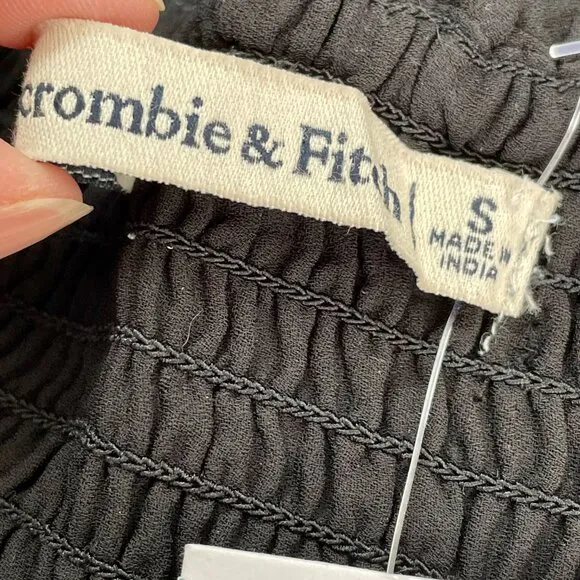 crombie & Fitch
S
MADE IN
INDIA